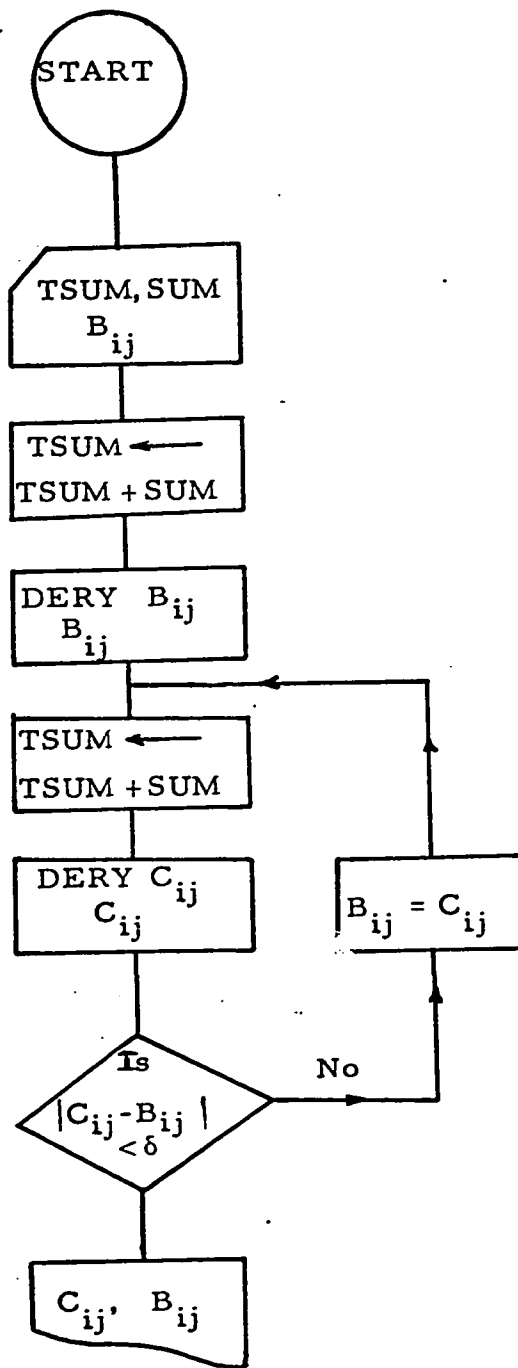 START
TSUM, SUM
B_ij
TSUM ←
TSUM + SUM
DERY B_ij
B_ij
TSUM ←
TSUM + SUM
DERY C_ij
C_ij
B_ij = C_ij
Is
|C_ij - B_ij|
< δ
No
C_ij, B_ij